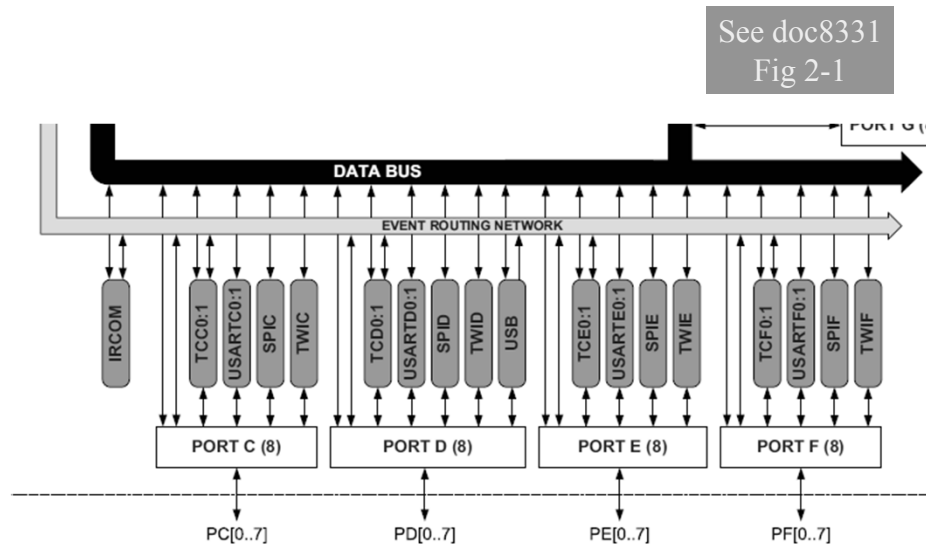 See doc8331
Fig 2-1
PORT G (8
DATA BUS
EVENT ROUTING NETWORK
IRCOM
TCC0:1
USARTC0:1
SPIC
TWIC
TCD0:1
USARTD0:1
SPID
TWID
USB
TCE0:1
USARTE0:1
SPIE
TWIE
TCF0:1
USARTF0:1
SPIF
TWIF
PORT C (8)
PORT D (8)
PORT E (8)
PORT F (8)
PC[0..7]
PD[0..7]
PE[0..7]
PF[0..7]